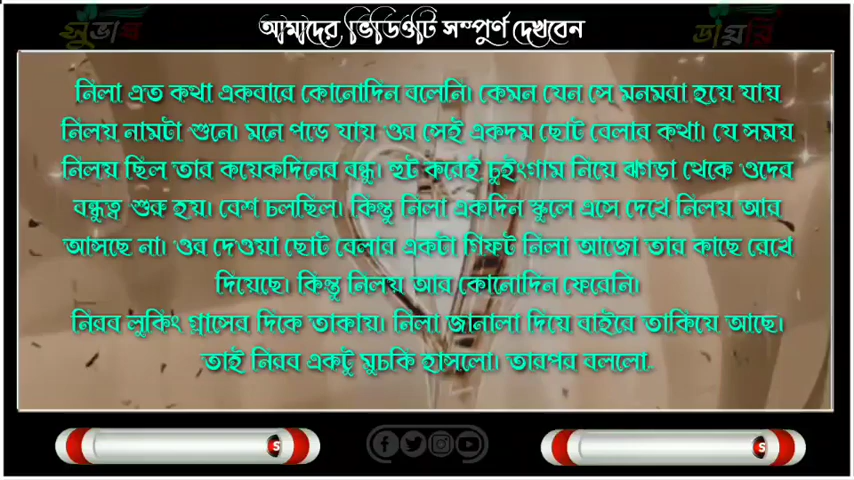 সুভায়
আমাদের ভিডিওটি সম্পূর্ণ দেখবেন
ডায়রি
নিলা এত কথা একবারে কোনোদিন বলেনি। কেমন যেন সে মনমরা হয়ে যায়
নিলয় নামটা শুনে। মনে পড়ে যায় ওর সেই একদম ছোট বেলার কথা। যে সময়
নিলয় ছিল তার কয়েকদিনের বন্ধু। হুট করেই চুইংগাম নিয়ে ঝগড়া থেকে ওদের
বন্ধুত্ব শুরু হয়। বেশ চলছিল। কিন্তু নিলা একদিন স্কুলে এসে দেখে নিলয় আর
আসছে না। ওর দেওয়া ছোট বেলার একটা গিফট নিলা আজো তার কাছে রেখে
দিয়েছে। কিন্তু নিলয় আর কোনোদিন ফেরেনি।
নিরব লুকিং গ্লাসের দিকে তাকায়। নিলা জানালা দিয়ে বাইরে তাকিয়ে আছে।
তাই নিরব একটু মুচকি হাসলো। তারপর বললো.